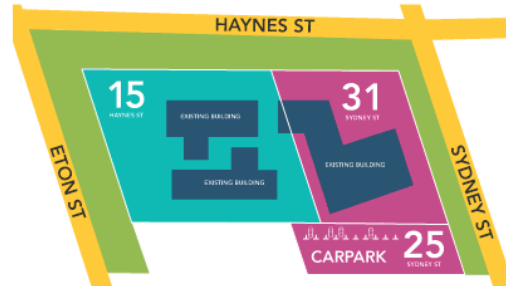 HAYNES ST
15
HAYNES ST
EXISTING BUILDING
EXISTING BUILDING
31
SYDNEY ST
EXISTING BUILDING
ETON ST
SYDNEY ST
CARPARK
25
SYDNEY ST